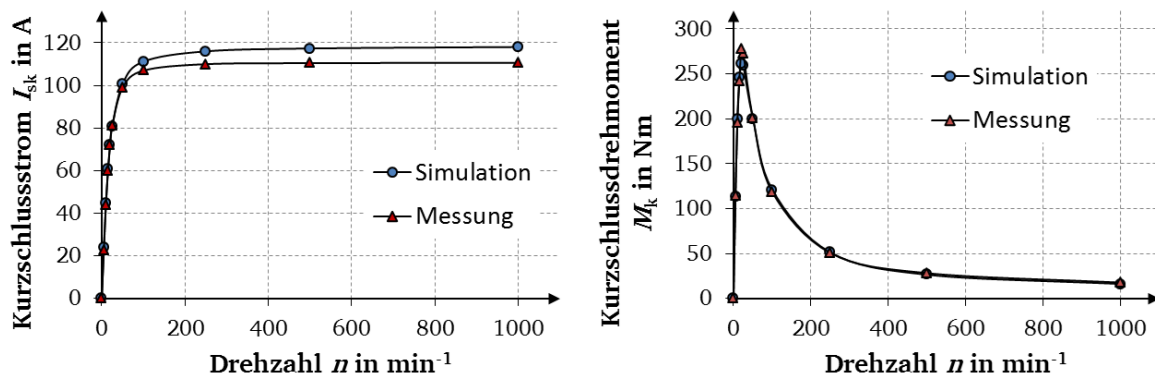 Kurzschlussstrom Isk in A
120
100
80
60
40
20
0
0 200 400 600 800 1000
Drehzahl n in min-1
Simulation
Messung
Kurzschlussdrehmoment
Mk in Nm
300
250
200
150
100
50
0
0 200 400 600 800 1000
Drehzahl n in min-1
Simulation
Messung